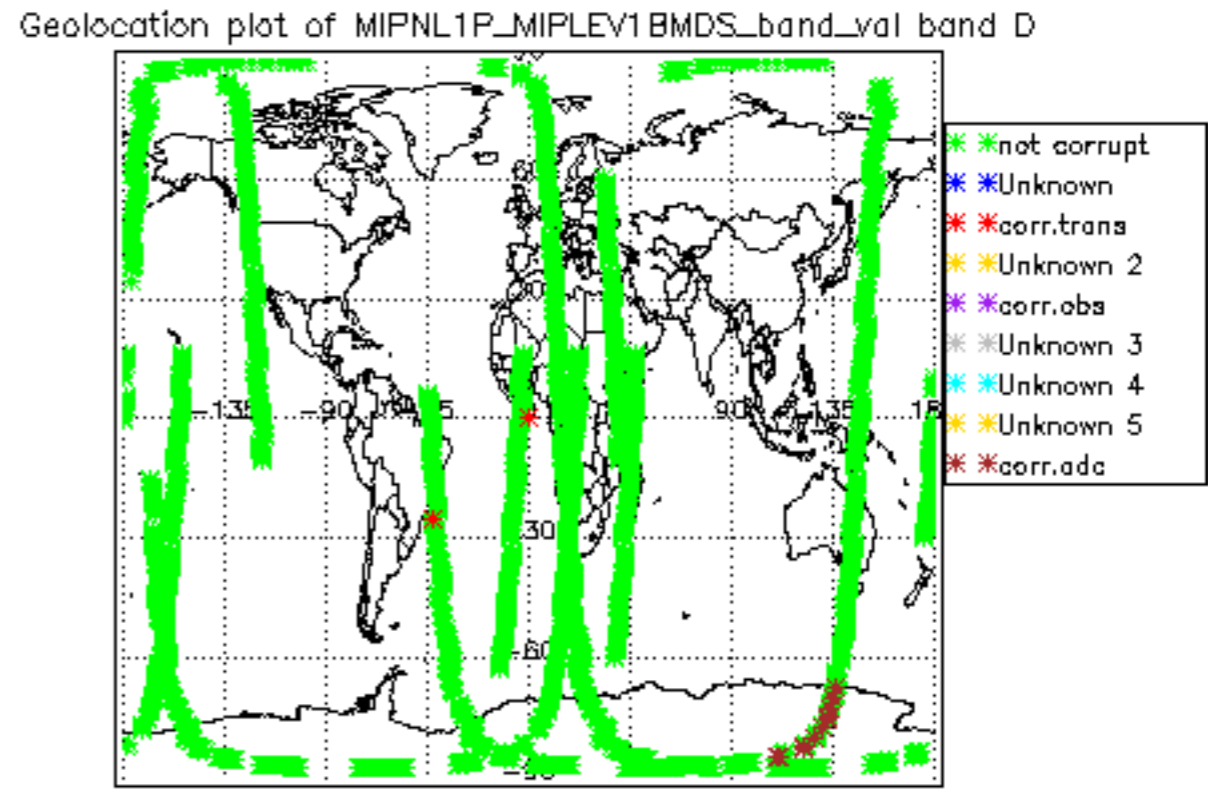 Geolocation plot of MIPNL1P_MIPLEV1BMDS_band_val band D
not corrupt
Unknown
corr.trans
Unknown 2
corr.obs
Unknown 3
Unknown 4
Unknown 5
corr.adc
-135
-90
90
30
-60